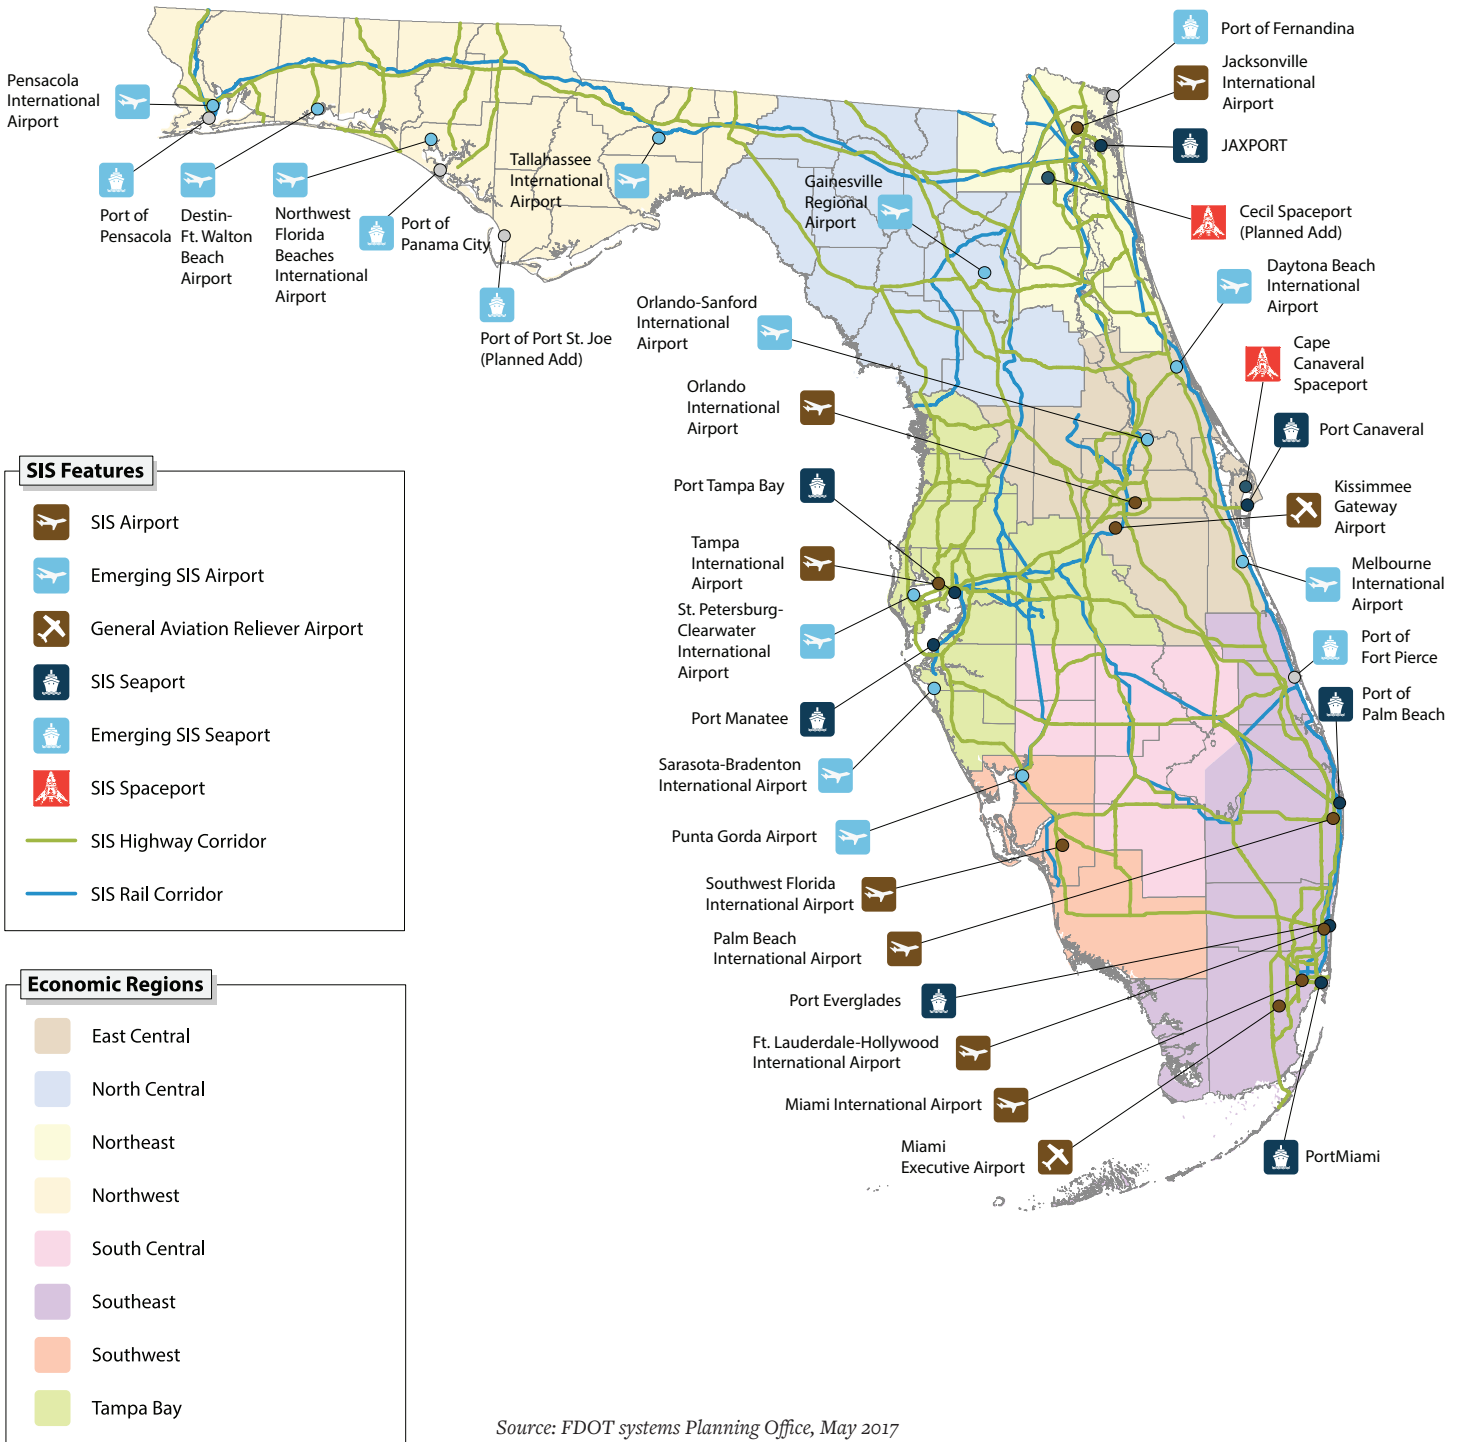 Port of Fernandina
Jacksonville
International
Airport
JAXPORT
Cecil Spaceport
(Planned Add)
Daytona Beach
International
Airport
Cape
Canaveral
Spaceport
Port Canaveral
Kissimmee
Gateway
Airport
Melbourne
International
Airport
Port of
Fort Pierce
Port of
Palm Beach
PortMiami
Pensacola
International
Airport
Port of
Pensacola
Destin-
Ft. Walton
Beach
Airport
Northwest
Florida
Beaches
International
Airport
Port of
Panama City
Tallahassee
International
Airport
Port of Port St. Joe
(Planned Add)
Gainesville
Regional
Airport
Orlando-Sanford
International
Airport
Orlando
International
Airport
Port Tampa Bay
Tampa
International
Airport
St. Petersburg-
Clearwater
International
Airport
Port Manatee
Sarasota-Bradenton
International Airport
Punta Gorda Airport
Southwest Florida
International Airport
Palm Beach
International Airport
Port Everglades
Ft. Lauderdale-Hollywood
International Airport
Miami International Airport
Miami
Executive Airport
SIS Features
SIS Airport
Emerging SIS Airport
General Aviation Reliever Airport
SIS Seaport
Emerging SIS Seaport
SIS Spaceport
SIS Highway Corridor
SIS Rail Corridor
Economic Regions
East Central
North Central
Northeast
Northwest
South Central
Southeast
Southwest
Tampa Bay
Source: FDOT systems Planning Office, May 2017